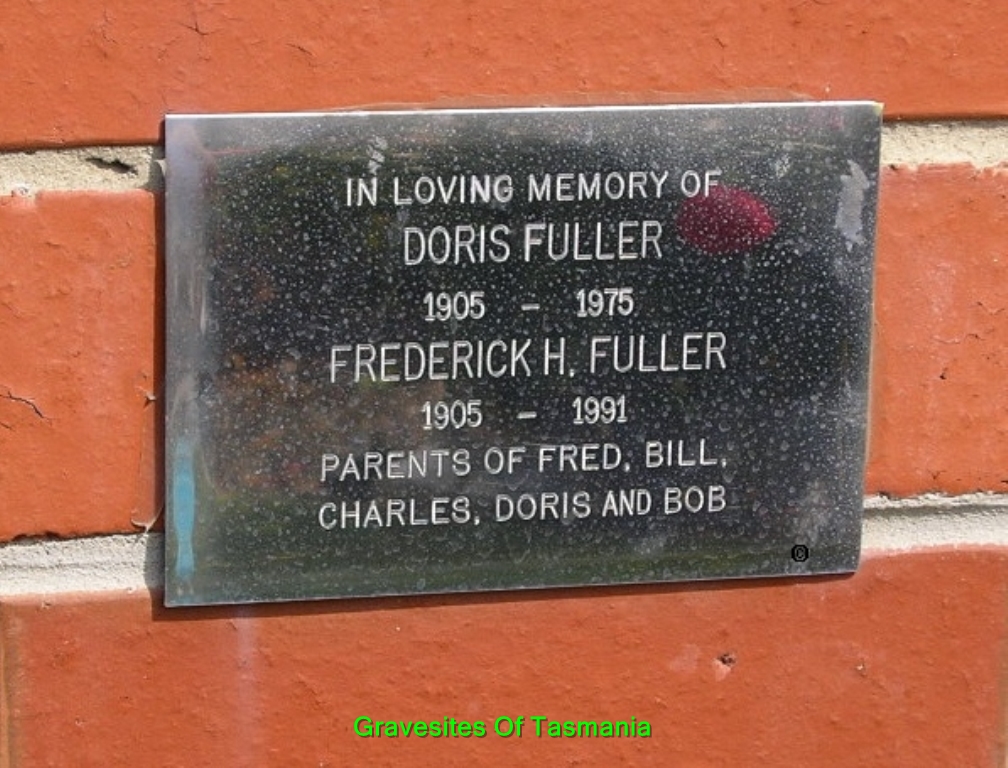 IN LOVING MEMORY OF
DORIS FULLER
1905 – 1975
FREDERICK H. FULLER
1905 – 1991
PARENTS OF FRED, BILL,
CHARLES, DORIS AND BOB
©
Gravesites Of Tasmania